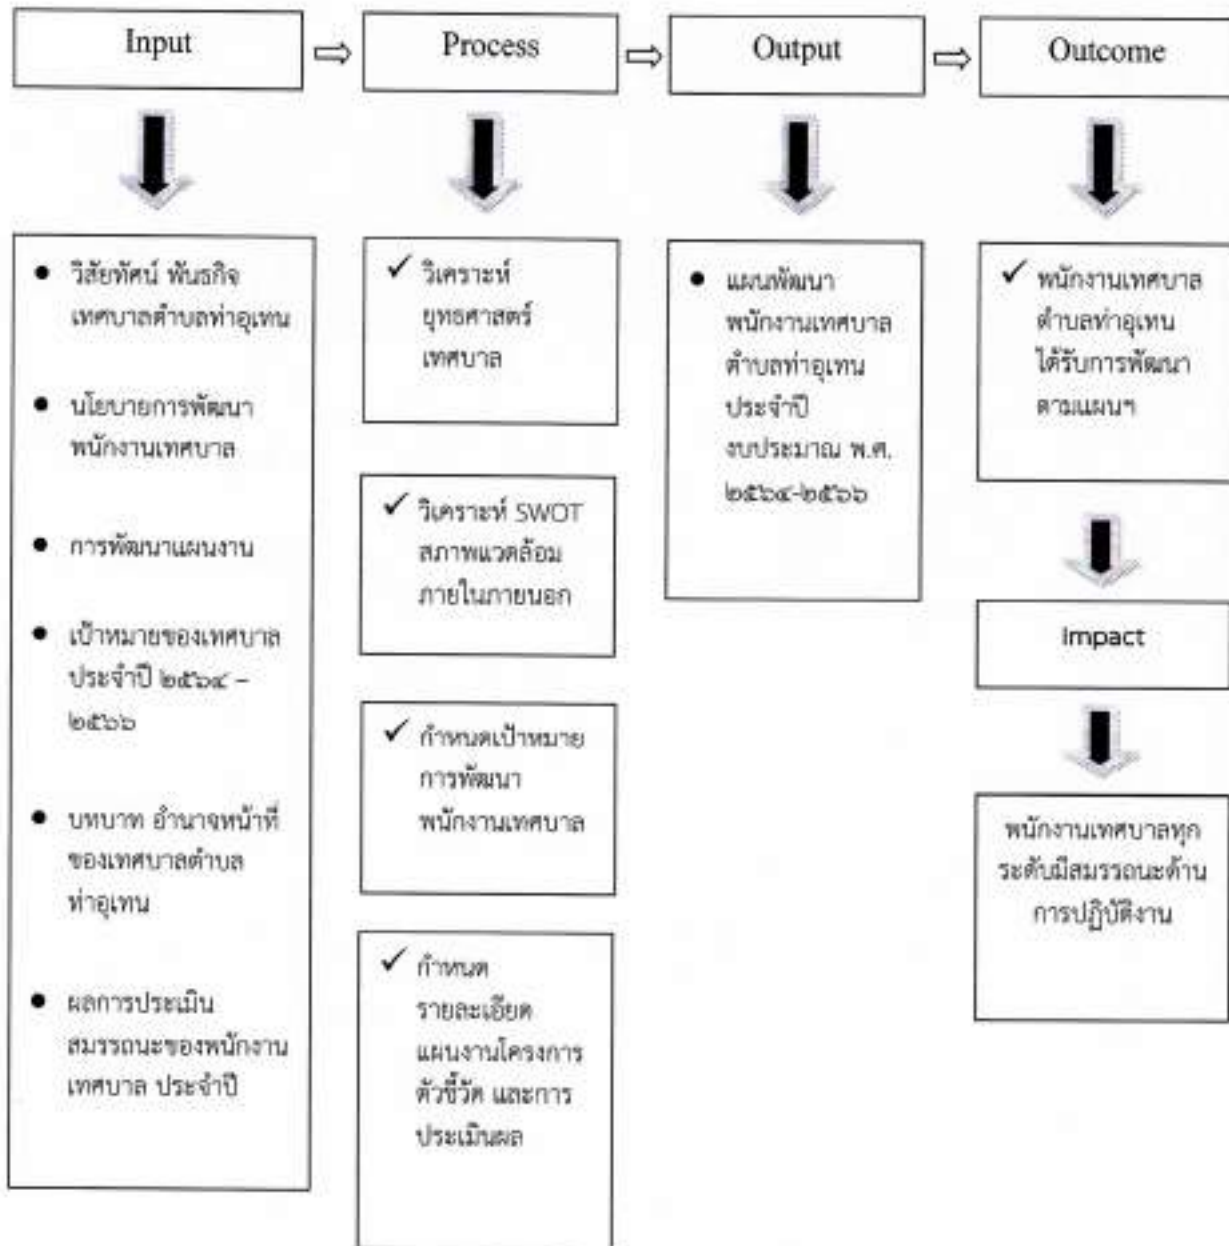 Input
Process
Output
Outcome
วิสัยทัศน์ พันธกิจ
เทศบาลตำบลท่าอุเทน
นโยบายการพัฒนา
พนักงานเทศบาล
การพัฒนาแผนงาน
เป้าหมายของเทศบาล
ประจำปี ๒๕๖๔ –
๒๕๖๖
บทบาท อำนาจหน้าที่
ของเทศบาลตำบล
ท่าอุเทน
ผลการประเมิน
สมรรถนะของพนักงาน
เทศบาล ประจำปี
วิเคราะห์
ยุทธศาสตร์
เทศบาล
วิเคราะห์ SWOT
สภาพแวดล้อม
ภายในภายนอก
กำหนดเป้าหมาย
การพัฒนา
พนักงานเทศบาล
กำหนด
รายละเอียด
แผนงานโครงการ
ตัวชี้วัด และการ
ประเมินผล
แผนพัฒนา
พนักงานเทศบาล
ตำบลท่าอุเทน
ประจำปี
งบประมาณ พ.ศ.
๒๕๖๔-๒๕๖๖
พนักงานเทศบาล
ตำบลท่าอุเทน
ได้รับการพัฒนา
ตามแผนฯ
Impact
พนักงานเทศบาลทุก
ระดับมีสมรรถนะด้าน
การปฏิบัติงาน